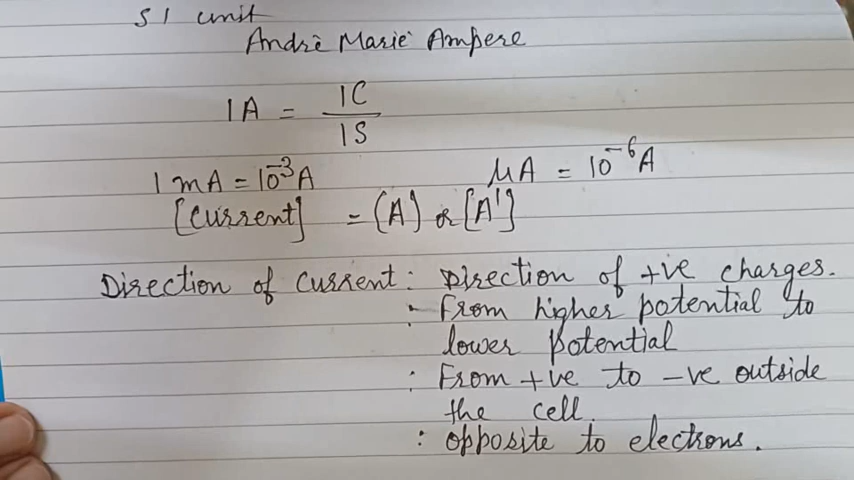 SI unit
Andrè Marie Ampere
1A = 1C / 1S
1 mA = 10⁻³A    μA = 10⁻⁶A
[Current] = (A) or [A¹]
Direction of Current : Direction of +ve charges.
: From higher potential to
lower potential
: From +ve to -ve outside
the cell.
: opposite to electrons.